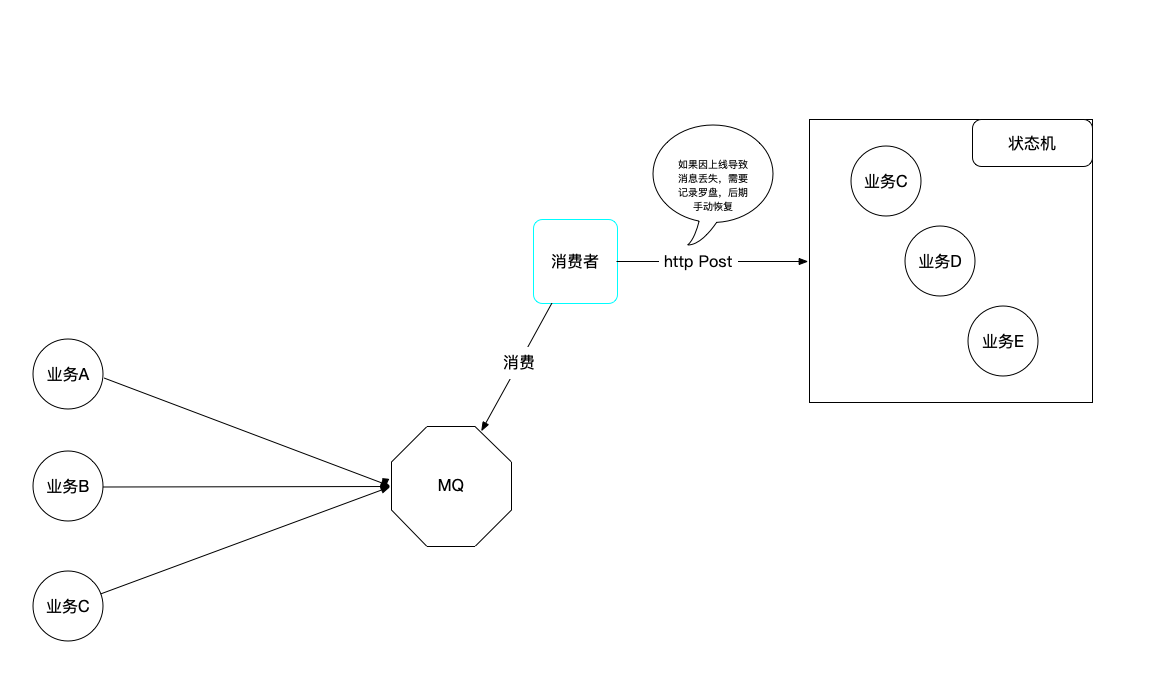 状态机
如果因上线导致
消息丢失，需要
记录罗盘，后期
手动恢复
业务C
消费者
http Post
业务D
业务E
消费
业务A
MQ
业务B
业务C